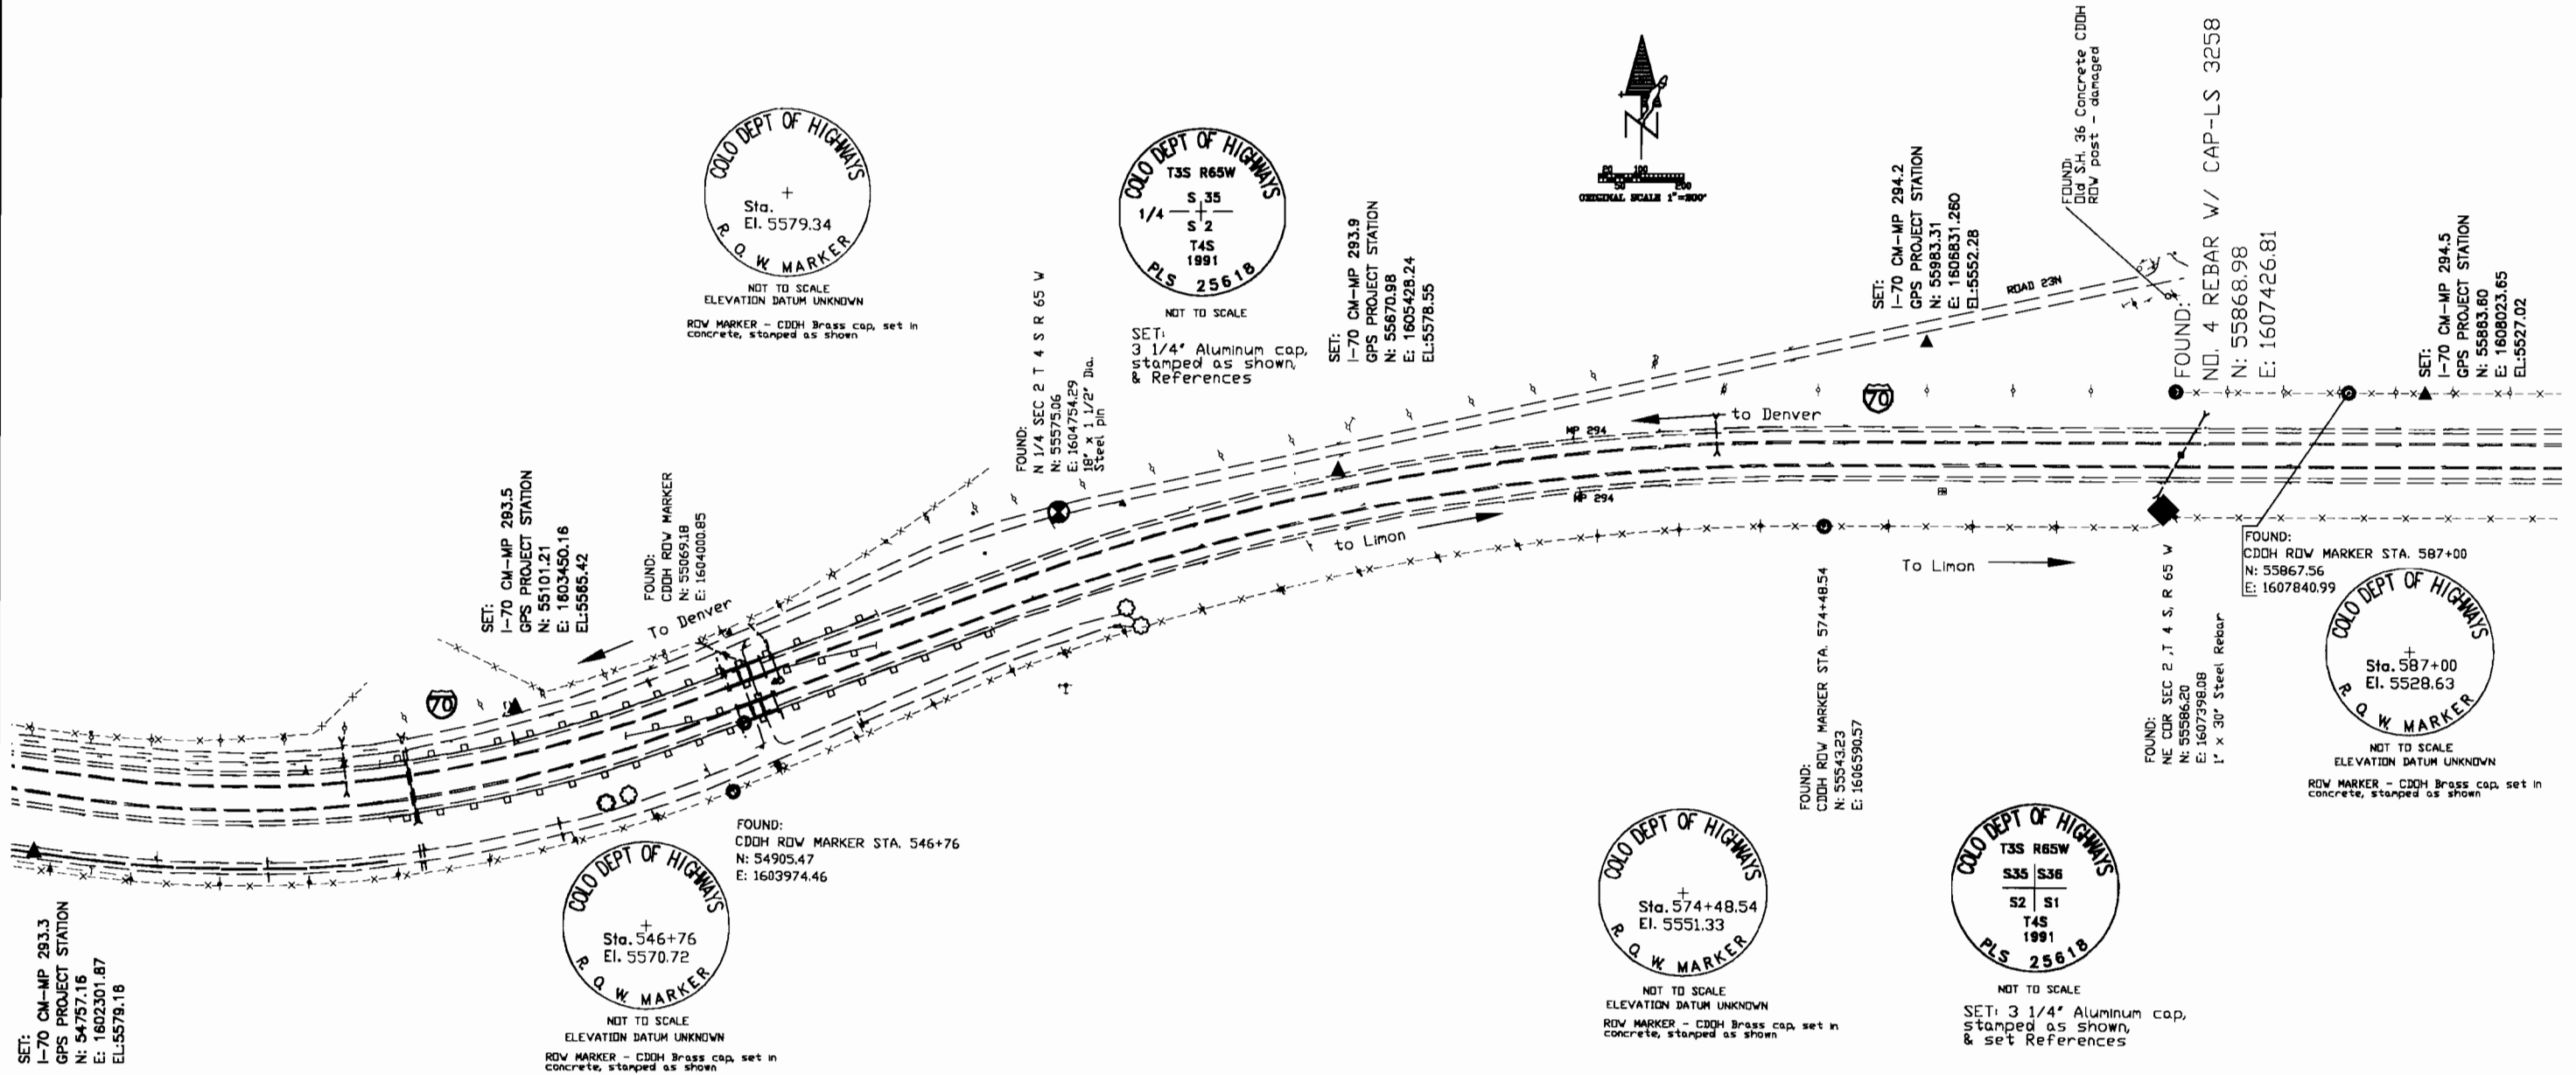 COLO DEPT OF HIGHWAYS
Sta.
El. 5579.34
R. O. W. MARKER
NOT TO SCALE
ELEVATION DATUM UNKNOWN
ROW MARKER - CDOH Brass cap, set in
concrete, stamped as shown
COLO DEPT OF HIGHWAYS
T3S R65W
S 35
1/4
S 2
T4S
1991
PLS 25618
NOT TO SCALE
SET:
3 1/4" Aluminum cap,
stamped as shown,
& References
N
20 100
50 200
ORIGINAL SCALE 1"=200'
FOUND:
Old S.H. 36 Concrete CDOH
ROW post - damaged
SET:
I-70 CM-MP 293.3
GPS PROJECT STATION
N: 54757.16
E: 1602301.87
EL:5579.16
SET:
I-70 CM-MP 293.5
GPS PROJECT STATION
N: 55101.21
E: 1603450.16
EL:5565.42
FOUND:
CDOH ROW MARKER
N: 55069.18
E: 1604000.85
FOUND:
N 1/4 SEC 2 T 4 S R 65 W
N: 55575.06
E: 1604754.29
18" x 1 1/2" Dia.
Steel pin
SET:
I-70 CM-MP 293.9
GPS PROJECT STATION
N: 55670.98
E: 1605428.24
EL:5578.55
SET:
I-70 CM-MP 294.2
GPS PROJECT STATION
N: 55983.31
E: 1606831.260
EL:5552.28
FOUND:
NO. 4 REBAR W/ CAP-LS 3258
N: 55868.98
E: 1607426.81
SET:
I-70 CM-MP 294.5
GPS PROJECT STATION
N: 55863.60
E: 1608023.65
EL:5527.02
ROAD 23N
70
to Denver
MP 294
MP 294
to Limon
To Limon
To Denver
70
FOUND:
CDOH ROW MARKER STA. 546+76
N: 54905.47
E: 1603974.46
COLO DEPT OF HIGHWAYS
Sta. 546+76
El. 5570.72
R. O. W. MARKER
NOT TO SCALE
ELEVATION DATUM UNKNOWN
ROW MARKER - CDOH Brass cap, set in
concrete, stamped as shown
FOUND:
CDOH ROW MARKER STA. 574+48.54
N: 55543.23
E: 1606590.57
COLO DEPT OF HIGHWAYS
Sta. 574+48.54
El. 5551.33
R. O. W. MARKER
NOT TO SCALE
ELEVATION DATUM UNKNOWN
ROW MARKER - CDOH Brass cap, set in
concrete, stamped as shown
FOUND:
NE COR SEC 2 ,T 4 S, R 65 W
N: 55586.20
E: 1607398.08
1" x 30" Steel Rebar
COLO DEPT OF HIGHWAYS
T3S R65W
S35 S36
S2 S1
T4S
1991
PLS 25618
NOT TO SCALE
SET: 3 1/4" Aluminum cap,
stamped as shown,
& set References
FOUND:
CDOH ROW MARKER STA. 587+00
N: 55867.56
E: 1607840.99
COLO DEPT OF HIGHWAYS
Sta. 587+00
El. 5528.63
R. O. W. MARKER
NOT TO SCALE
ELEVATION DATUM UNKNOWN
ROW MARKER - CDOH Brass cap, set in
concrete, stamped as shown